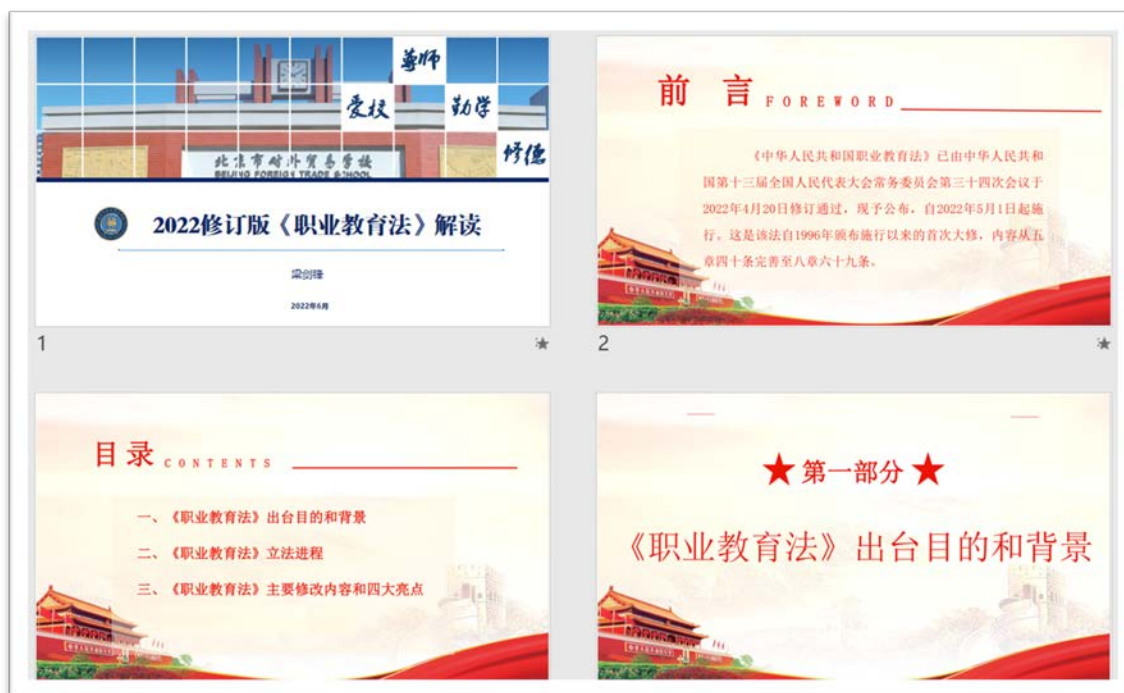 尊师
爱校
勤学
修德
北京市对外贸易学校
BEIJING FOREIGN TRADE SCHOOL
2022修订版《职业教育法》解读
梁剑锋
2022年6月
1
前 言 FOREWORD
《中华人民共和国职业教育法》已由中华人民共和
国第十三届全国人民代表大会常务委员会第三十四次会议于
2022年4月20日修订通过，现予公布，自2022年5月1日起施
行。这是该法自1996年颁布施行以来的首次大修，内容从五
章四十条完善至八章六十九条。
2
目录 CONTENTS
一、《职业教育法》出台目的和背景
二、《职业教育法》立法进程
三、《职业教育法》主要修改内容和四大亮点
★ 第一部分 ★
《职业教育法》出台目的和背景